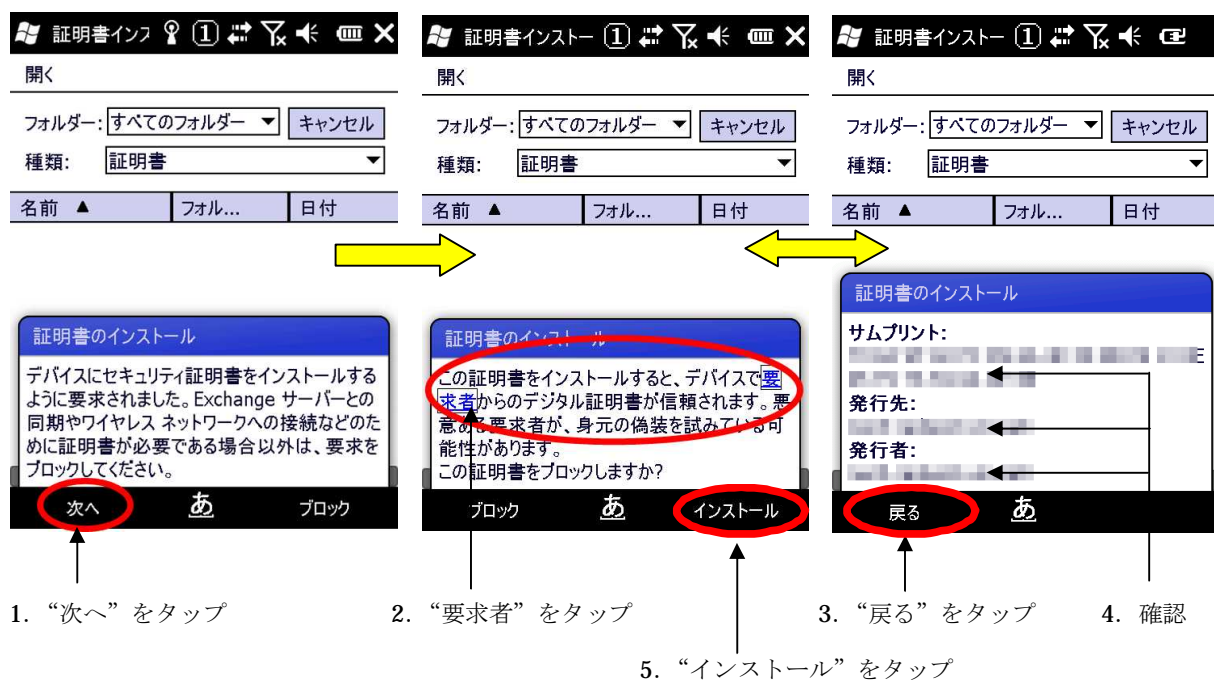 証明書インス
開く
フォルダー: すべてのフォルダー キャンセル
種類: 証明書
名前 ▲ フォル... 日付
証明書のインストール
デバイスにセキュリティ証明書をインストールする
ように要求されました。Exchange サーバーとの
同期やワイヤレス ネットワークへの接続などのた
めに証明書が必要である場合以外は、要求を
ブロックしてください。
次へ あ ブロック
1. “次へ”をタップ
証明書インストー 1
開く
フォルダー: すべてのフォルダー キャンセル
種類: 証明書
名前 ▲ フォル... 日付
証明書のインストール
この証明書をインストールすると、デバイスで要
求者からのデジタル証明書が信頼されます。悪
意ある要求者が、身元の偽装を試みている可
能性があります。
この証明書をブロックしますか?
ブロック あ インストール
2. “要求者”をタップ
証明書インストー 1
開く
フォルダー: すべてのフォルダー キャンセル
種類: 証明書
名前 ▲ フォル... 日付
証明書のインストール
サムプリント:
E
発行先:
発行者:
戻る あ
3. “戻る”をタップ
4. 確認
5. “インストール”をタップ